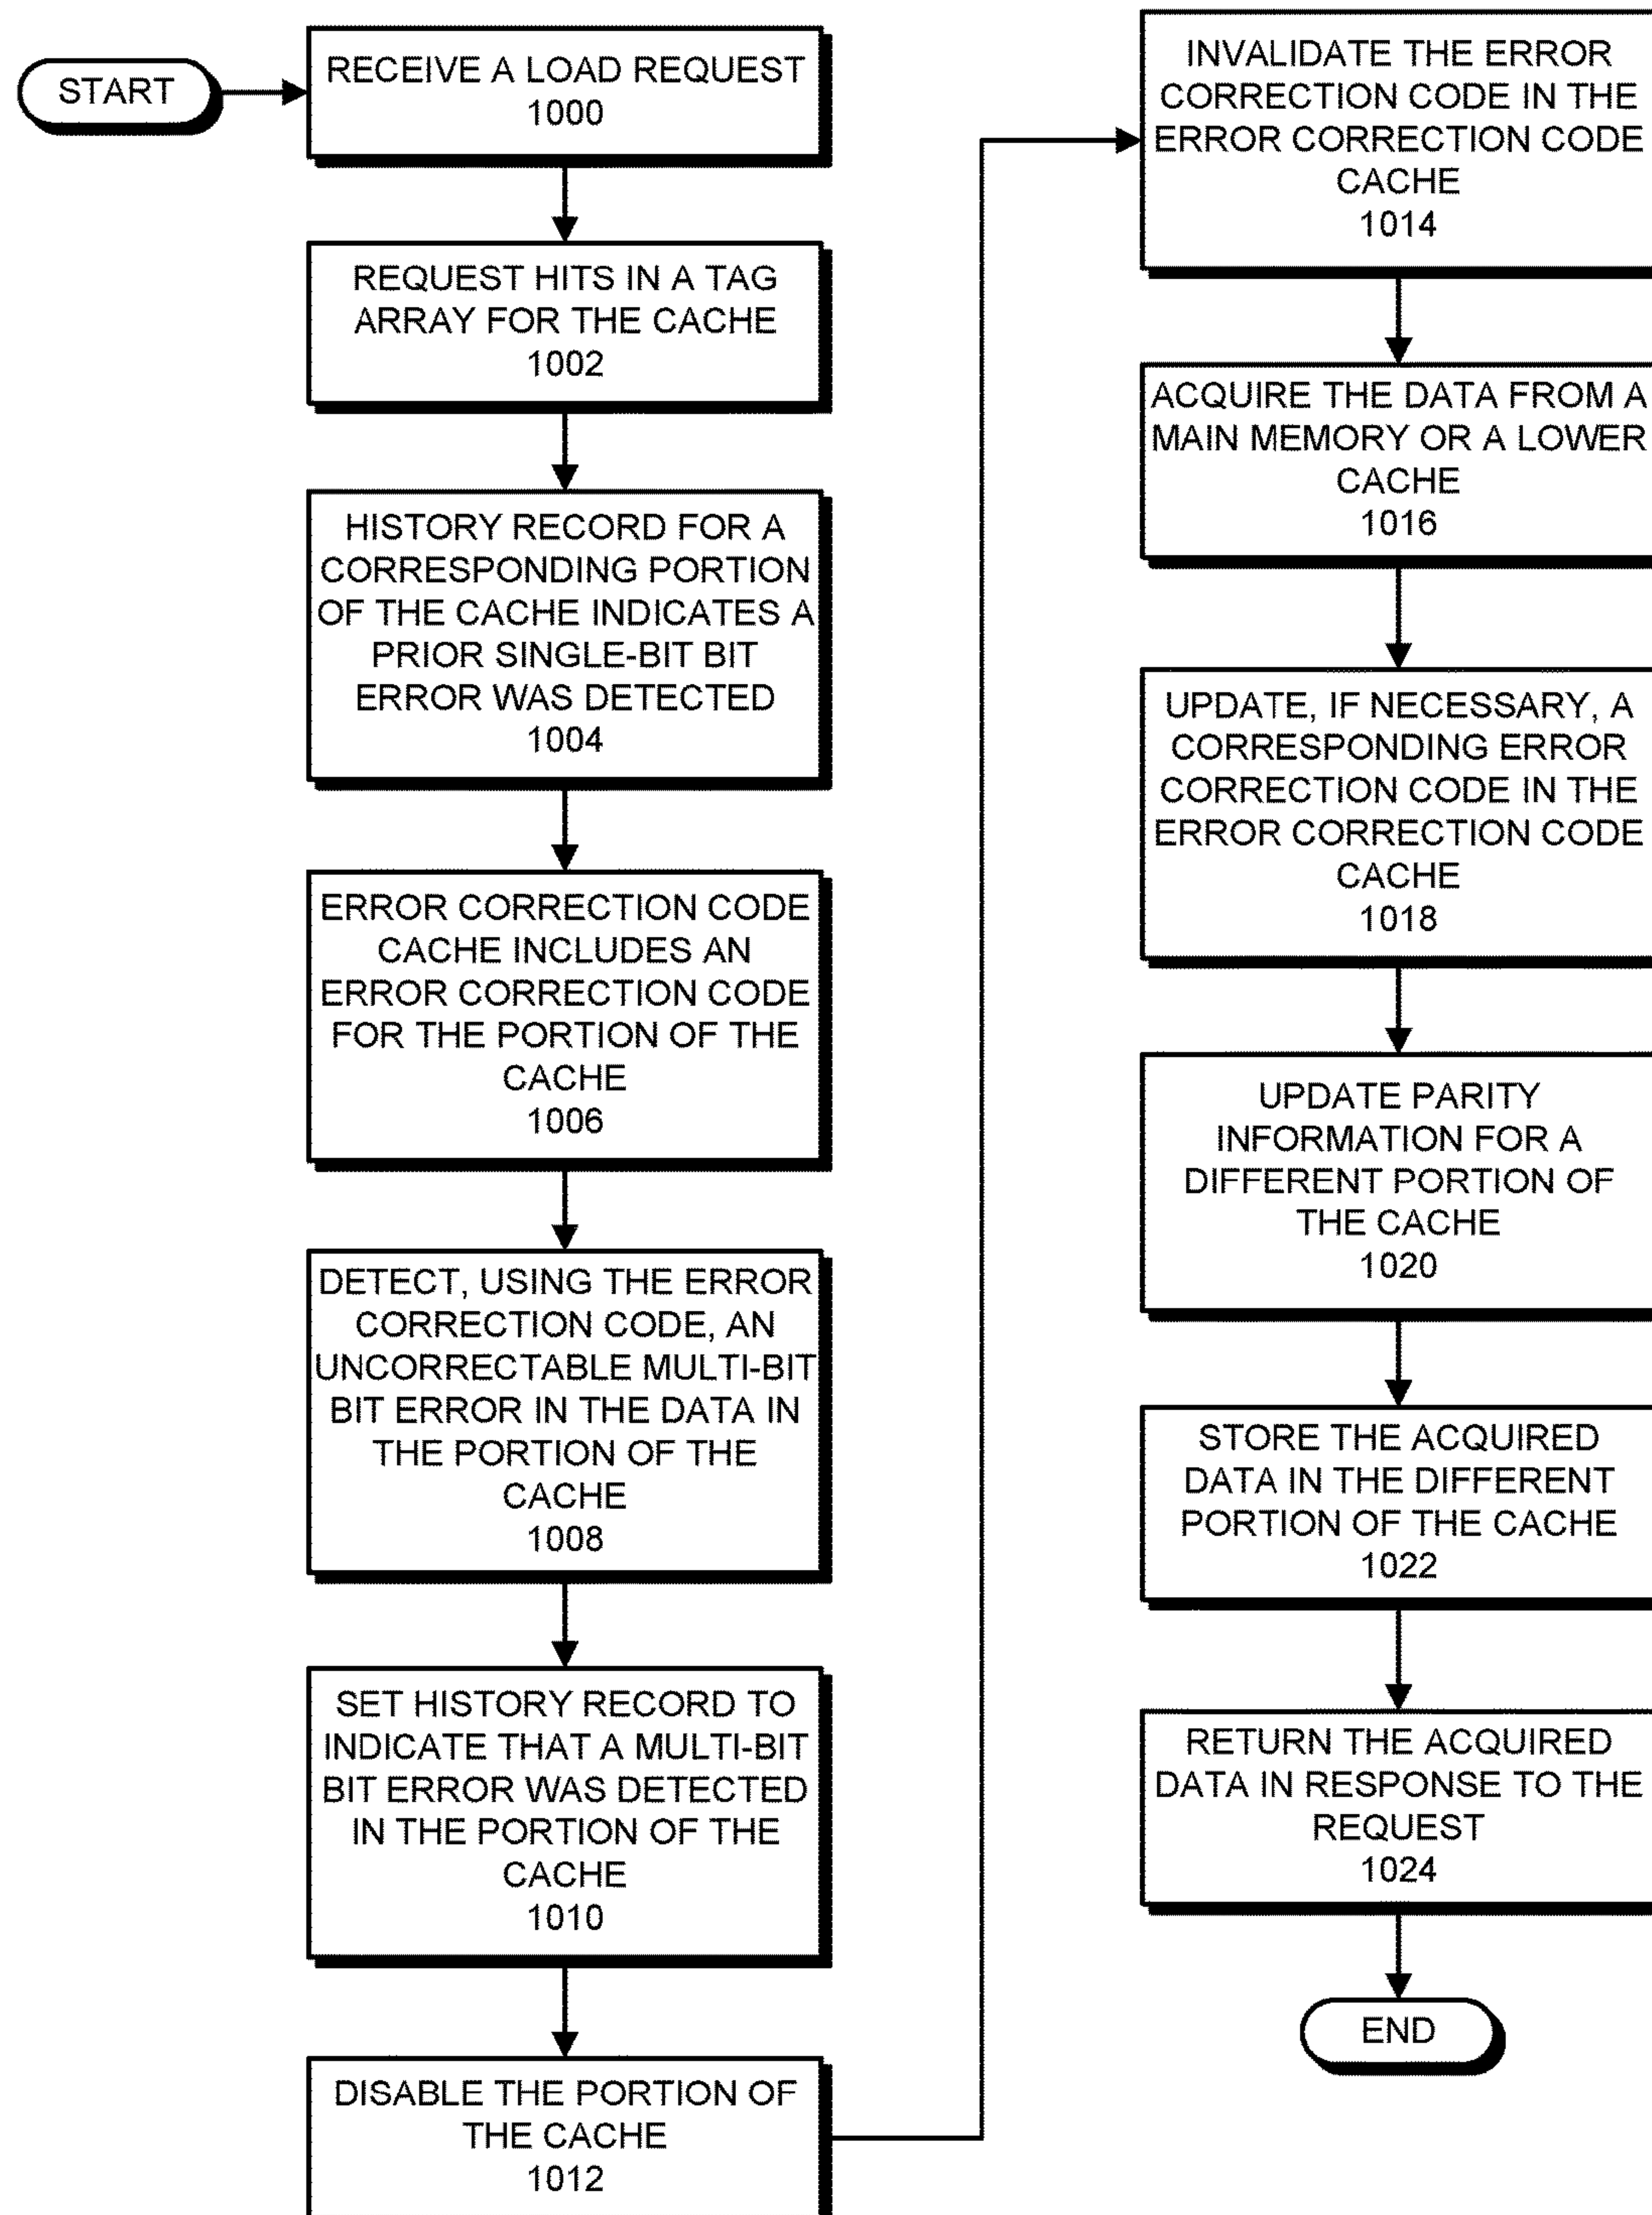 START
RECEIVE A LOAD REQUEST
1000
REQUEST HITS IN A TAG
ARRAY FOR THE CACHE
1002
HISTORY RECORD FOR A
CORRESPONDING PORTION
OF THE CACHE INDICATES A
PRIOR SINGLE-BIT BIT
ERROR WAS DETECTED
1004
ERROR CORRECTION CODE
CACHE INCLUDES AN
ERROR CORRECTION CODE
FOR THE PORTION OF THE
CACHE
1006
DETECT, USING THE ERROR
CORRECTION CODE, AN
UNCORRECTABLE MULTI-BIT
BIT ERROR IN THE DATA IN
THE PORTION OF THE
CACHE
1008
SET HISTORY RECORD TO
INDICATE THAT A MULTI-BIT
BIT ERROR WAS DETECTED
IN THE PORTION OF THE
CACHE
1010
DISABLE THE PORTION OF
THE CACHE
1012
INVALIDATE THE ERROR
CORRECTION CODE IN THE
ERROR CORRECTION CODE
CACHE
1014
ACQUIRE THE DATA FROM A
MAIN MEMORY OR A LOWER
CACHE
1016
UPDATE, IF NECESSARY, A
CORRESPONDING ERROR
CORRECTION CODE IN THE
ERROR CORRECTION CODE
CACHE
1018
UPDATE PARITY
INFORMATION FOR A
DIFFERENT PORTION OF
THE CACHE
1020
STORE THE ACQUIRED
DATA IN THE DIFFERENT
PORTION OF THE CACHE
1022
RETURN THE ACQUIRED
DATA IN RESPONSE TO THE
REQUEST
1024
END